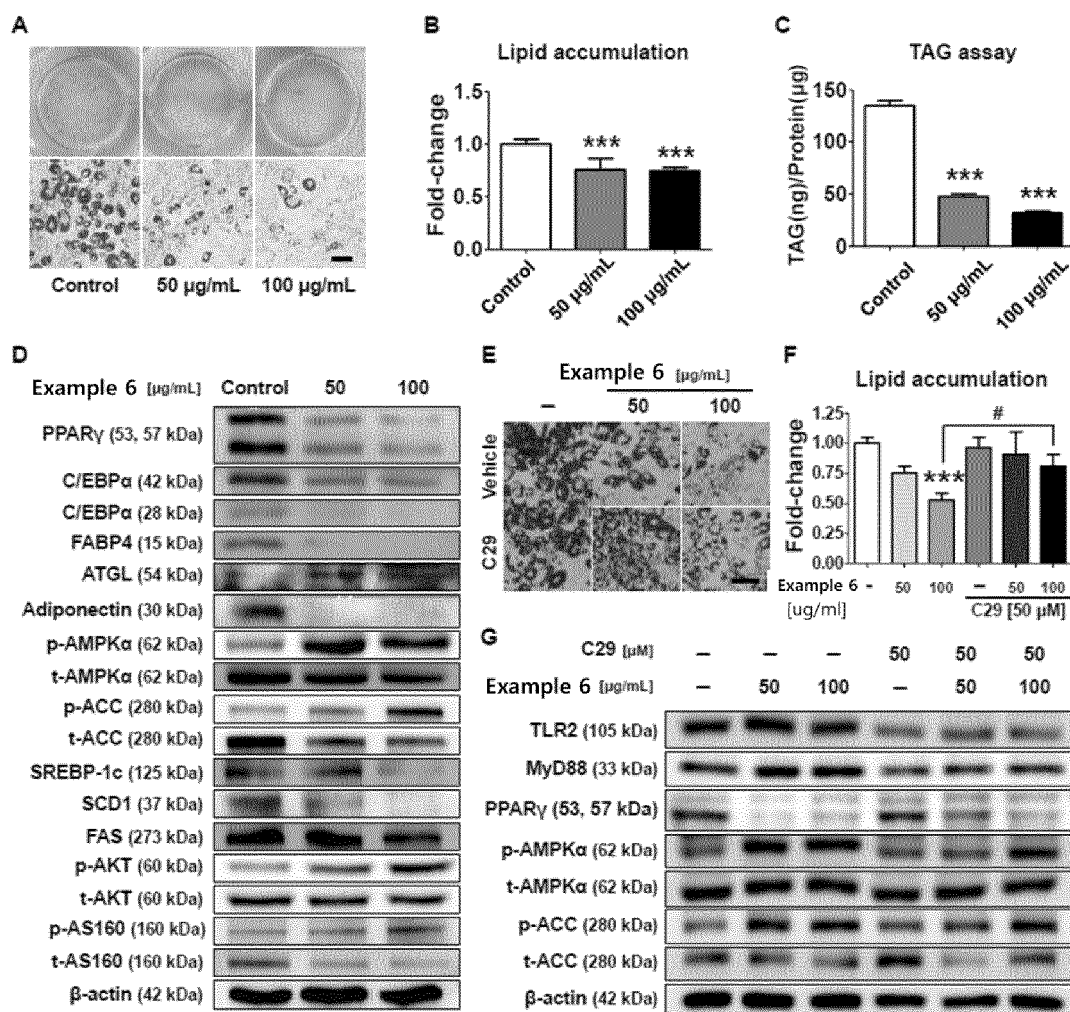 A
Control 50 µg/mL 100 µg/mL
B
Lipid accumulation
Fold-change
1.5
1.0
0.5
0.0
***
***
Control
50 µg/mL
100 µg/mL
C
TAG assay
TAG(ng)/Protein(µg)
150
100
50
0
***
***
Control
50 µg/mL
100 µg/mL
D
Example 6 [µg/mL] Control 50 100
PPARγ (53, 57 kDa)
C/EBPα (42 kDa)
C/EBPα (28 kDa)
FABP4 (15 kDa)
ATGL (54 kDa)
Adiponectin (30 kDa)
p-AMPKα (62 kDa)
t-AMPKα (62 kDa)
p-ACC (280 kDa)
t-ACC (280 kDa)
SREBP-1c (125 kDa)
SCD1 (37 kDa)
FAS (273 kDa)
p-AKT (60 kDa)
t-AKT (60 kDa)
p-AS160 (160 kDa)
t-AS160 (160 kDa)
β-actin (42 kDa)
E
Example 6 [µg/mL]
– 50 100
Vehicle
C29
F
Lipid accumulation
Fold-change
1.25
1.00
0.75
0.50
0.25
0.00
***
#
Example 6 – 50 100 – 50 100
[ug/ml] C29 [50 µM]
G
C29 [µM] – – – 50 50 50
Example 6 [µg/mL] – 50 100 – 50 100
TLR2 (105 kDa)
MyD88 (33 kDa)
PPARγ (53, 57 kDa)
p-AMPKα (62 kDa)
t-AMPKα (62 kDa)
p-ACC (280 kDa)
t-ACC (280 kDa)
β-actin (42 kDa)